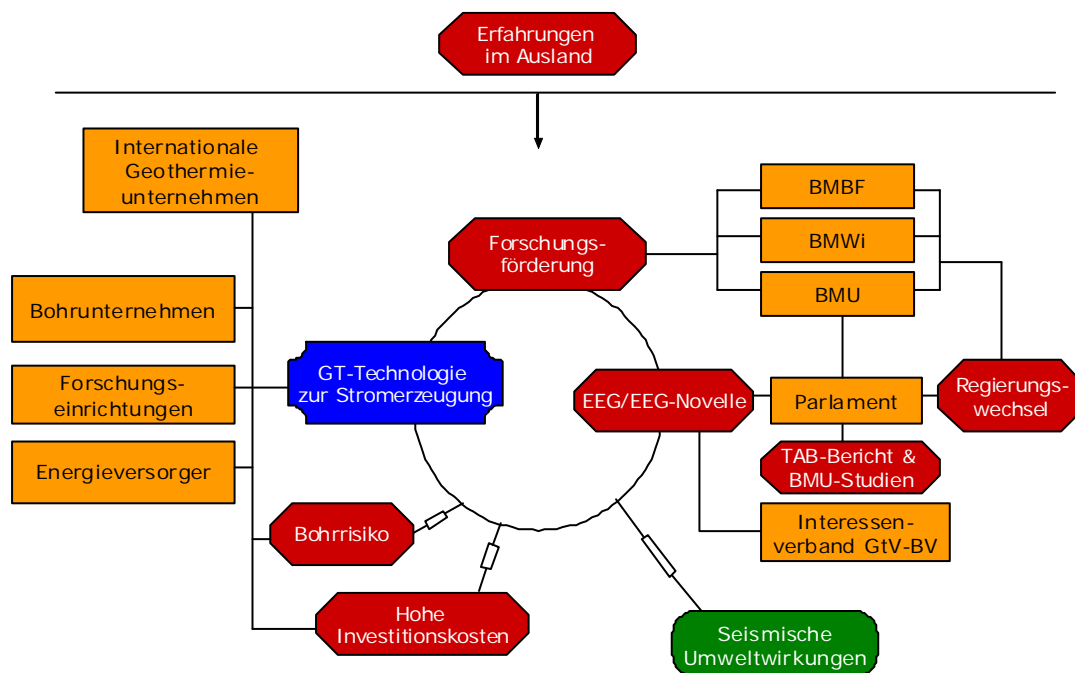 Erfahrungen
im Ausland
Internationale
Geothermie-
unternehmen
Bohrunternehmen
Forschungs-
einrichtungen
Energieversorger
GT-Technologie
zur Stromerzeugung
Forschungs-
förderung
EEG/EEG-Novelle
BMBF
BMWi
BMU
Parlament
Regierungs-
wechsel
TAB-Bericht &
BMU-Studien
Interessen-
verband GtV-BV
Bohrrisiko
Hohe
Investitionskosten
Seismische
Umweltwirkungen